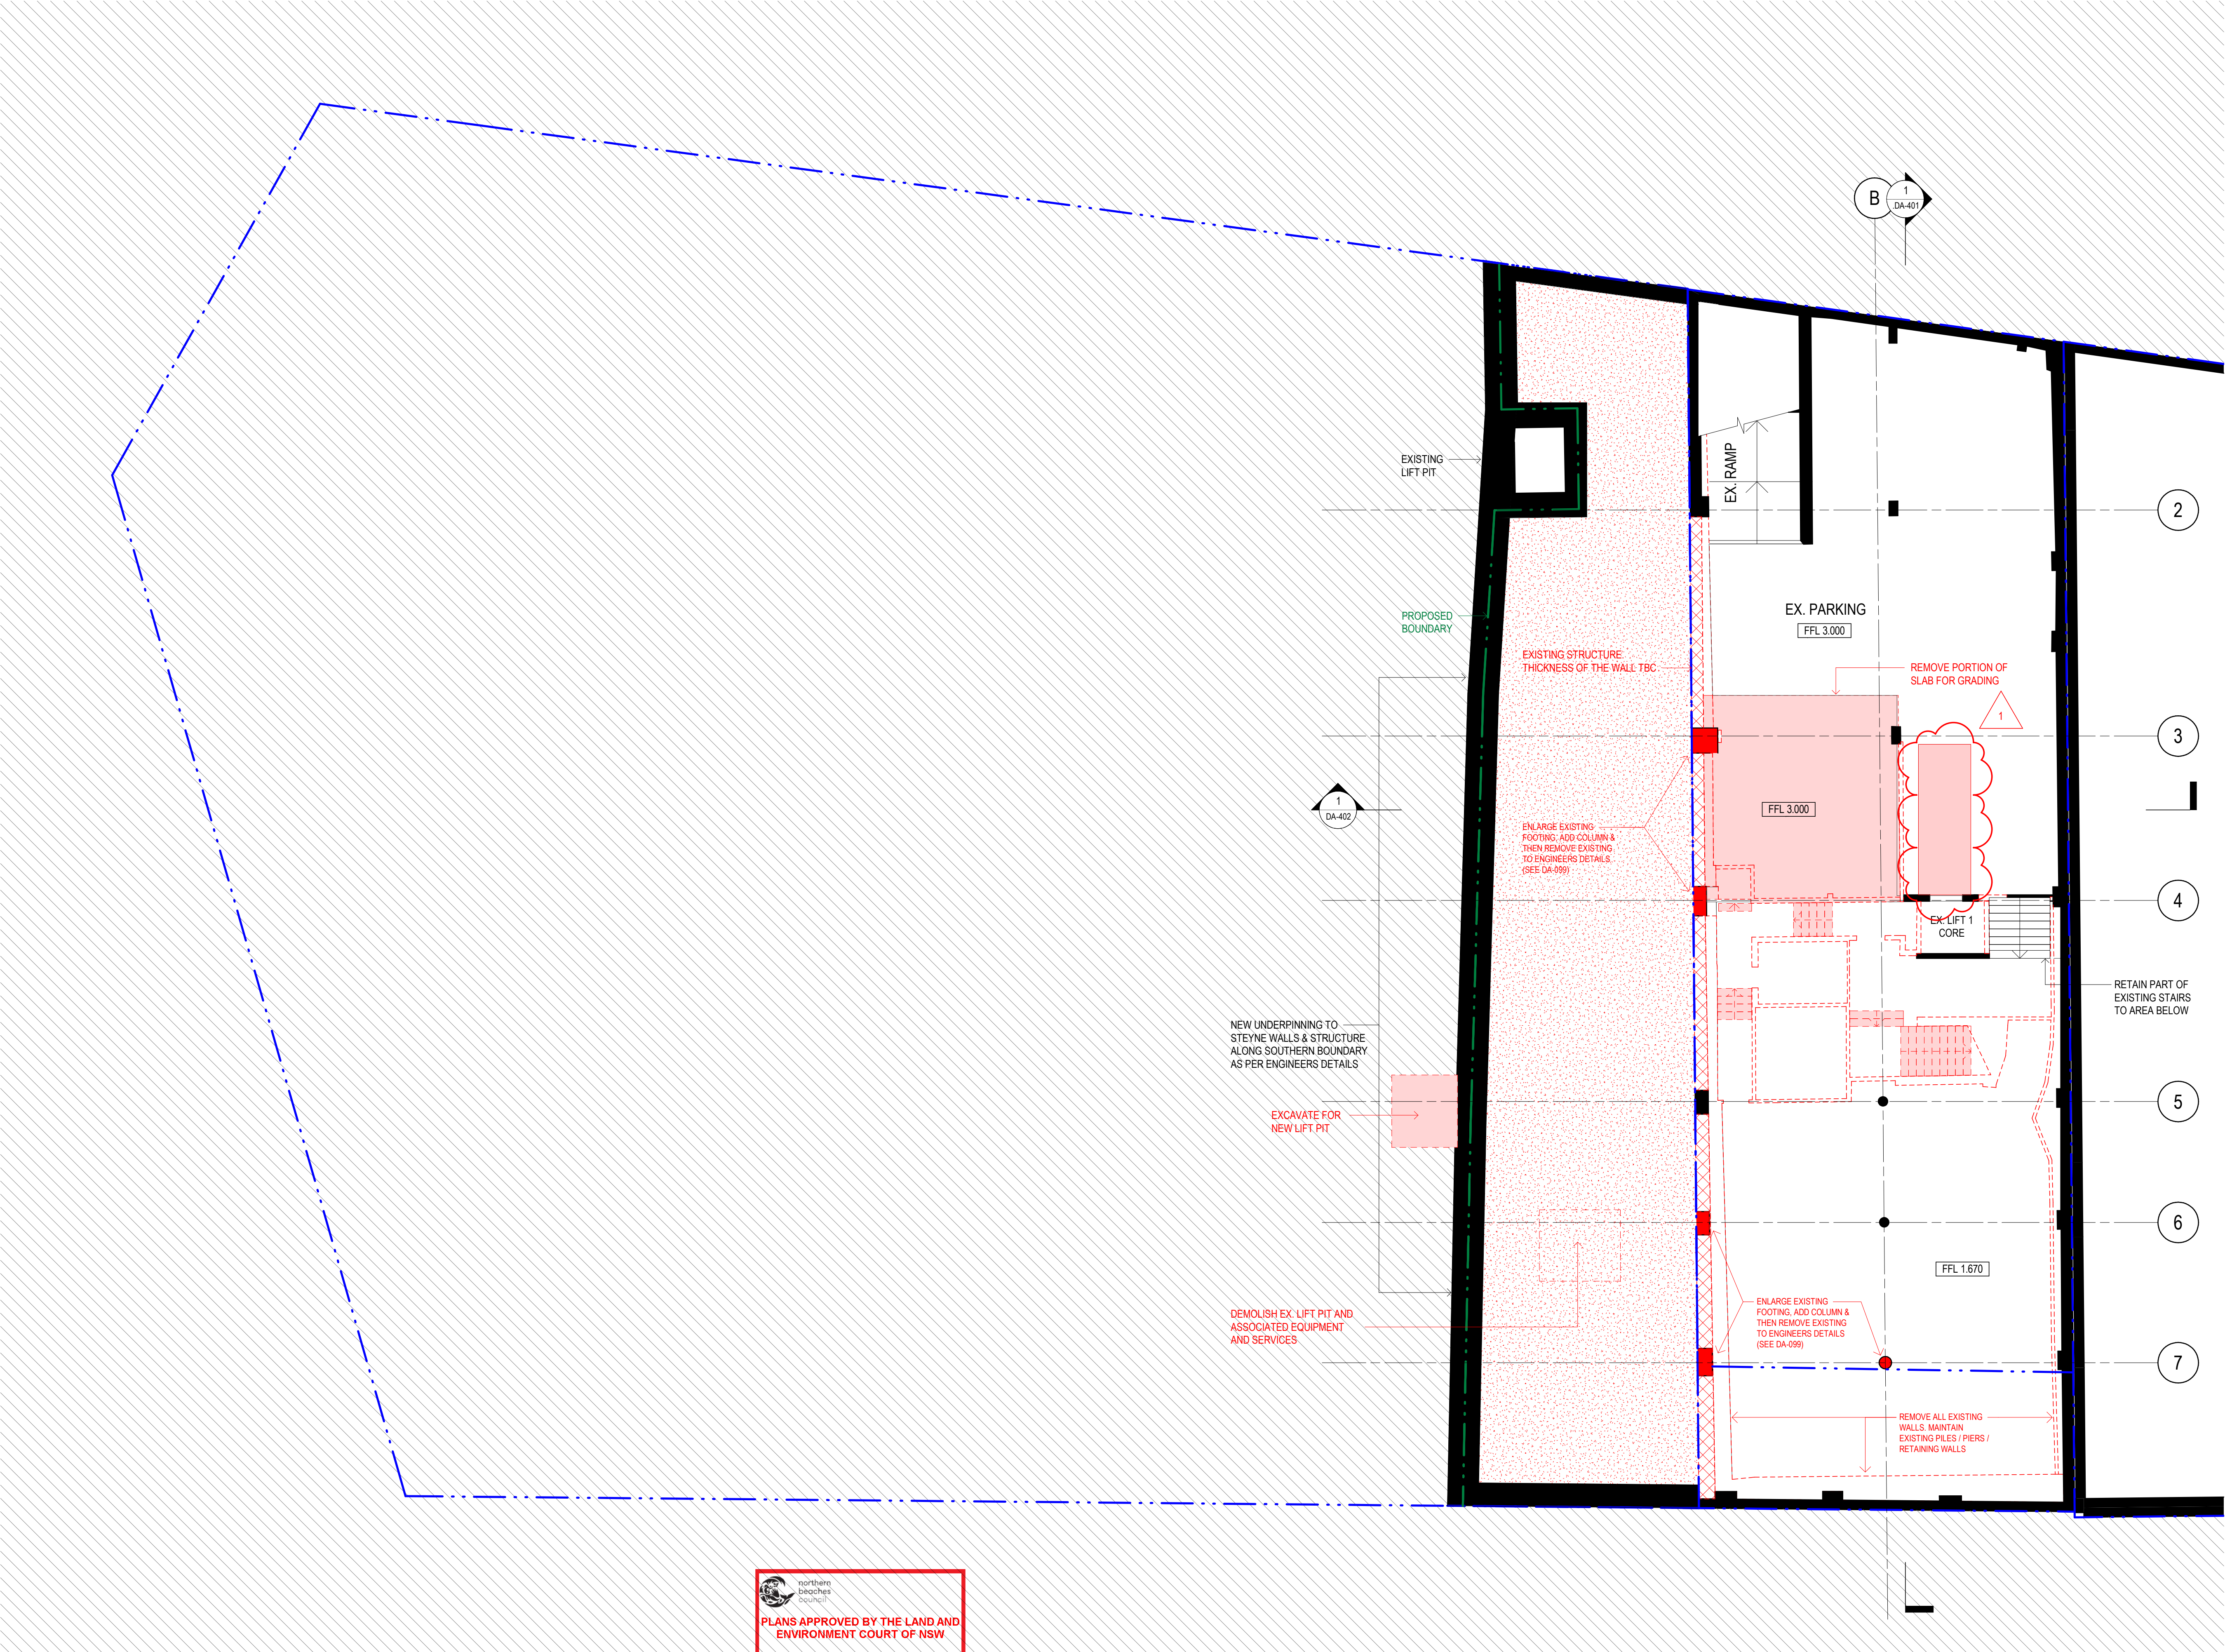 B
1
.DA-401
EXISTING
LIFT PIT
EX. RAMP
2
EX. PARKING
FFL 3.000
PROPOSED
BOUNDARY
EXISTING STRUCTURE
THICKNESS OF THE WALL TBC
REMOVE PORTION OF
SLAB FOR GRADING
1
3
1
DA-402
FFL 3.000
ENLARGE EXISTING
FOOTING, ADD COLUMN &
THEN REMOVE EXISTING
TO ENGINEERS DETAILS
(SEE DA-099)
4
EX. LIFT 1
CORE
RETAIN PART OF
EXISTING STAIRS
TO AREA BELOW
NEW UNDERPINNING TO
STEYNE WALLS & STRUCTURE
ALONG SOUTHERN BOUNDARY
AS PER ENGINEERS DETAILS
5
EXCAVATE FOR
NEW LIFT PIT
6
FFL 1.670
DEMOLISH EX. LIFT PIT AND
ASSOCIATED EQUIPMENT
AND SERVICES
ENLARGE EXISTING
FOOTING, ADD COLUMN &
THEN REMOVE EXISTING
TO ENGINEERS DETAILS
(SEE DA-099)
7
REMOVE ALL EXISTING
WALLS. MAINTAIN
EXISTING PILES / PIERS /
RETAINING WALLS
northern
beaches
council
PLANS APPROVED BY THE LAND AND
ENVIRONMENT COURT OF NSW